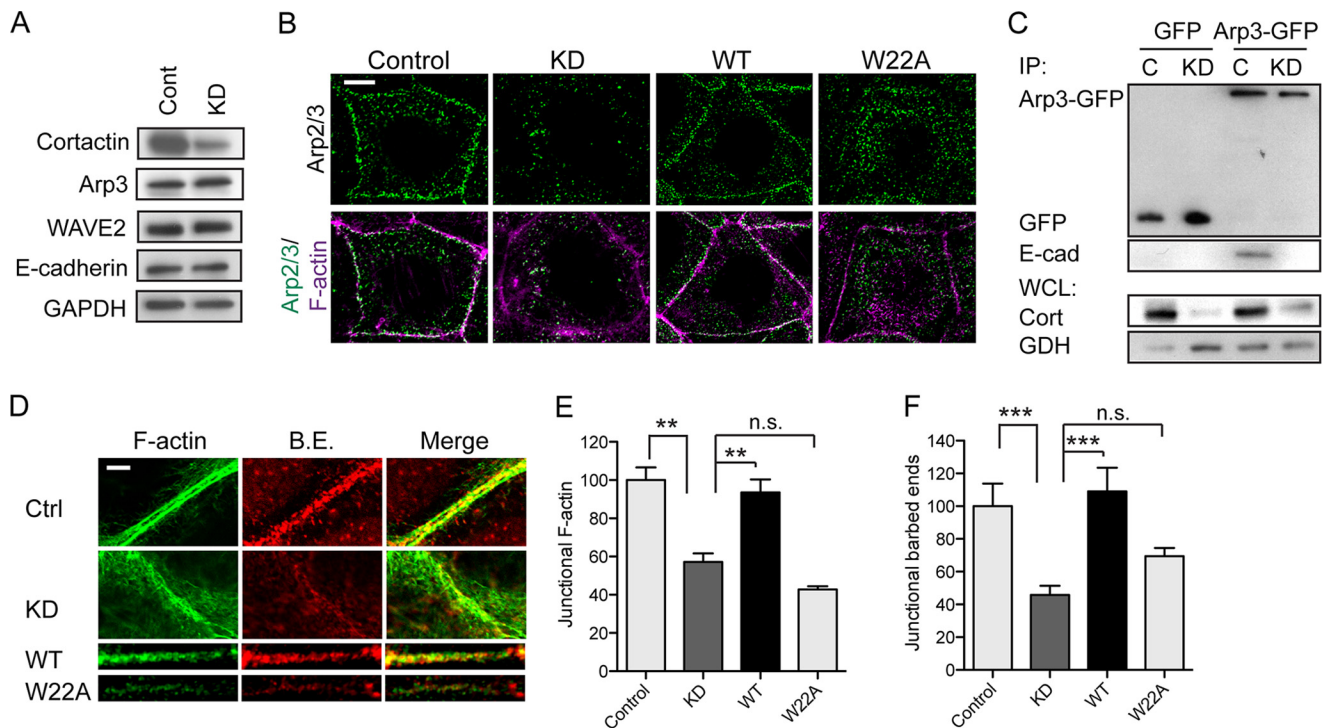 A
Cont
KD
Cortactin
Arp3
WAVE2
E-cadherin
GAPDH
B
Control
KD
WT
W22A
Arp2/3
Arp2/3/
F-actin
C
GFP
Arp3-GFP
IP:
C
KD
C
KD
Arp3-GFP
GFP
E-cad
WCL:
Cort
GDH
D
F-actin
B.E.
Merge
Ctrl
KD
WT
W22A
E
**
**
n.s.
Junctional F-actin
120
100
80
60
40
20
0
Control
KD
WT
W22A
F
***
***
n.s.
Junctional barbed ends
140
120
100
80
60
40
20
0
Control
KD
WT
W22A